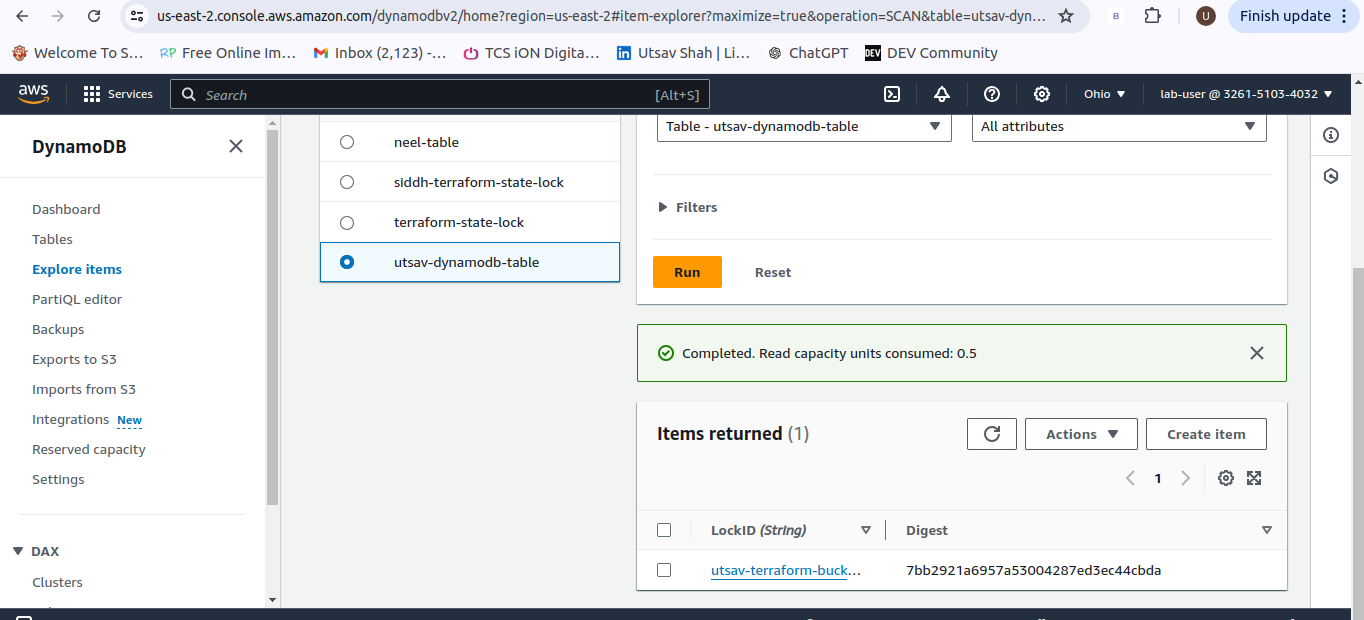 us-east-2.console.aws.amazon.com/dynamodbv2/home?region=us-east-2#item-explorer?maximize=true&operation=SCAN&table=utsav-dyn...
B
U
Finish update
Welcome To S...
RP Free Online Im...
Inbox (2,123) -...
TCS iON Digita...
in Utsav Shah | Li...
ChatGPT
DEV DEV Community
aws
Services
Search
[Alt+S]
Ohio
lab-user @ 3261-5103-4032
DynamoDB
Dashboard
Tables
Explore items
PartiQL editor
Backups
Exports to S3
Imports from S3
Integrations New
Reserved capacity
Settings
DAX
Clusters
neel-table
siddh-terraform-state-lock
terraform-state-lock
utsav-dynamodb-table
Table - utsav-dynamodb-table
All attributes
Filters
Run
Reset
Completed. Read capacity units consumed: 0.5
Items returned (1)
Actions
Create item
1
LockID (String)
Digest
utsav-terraform-buck...
7bb2921a6957a53004287ed3ec44cbda